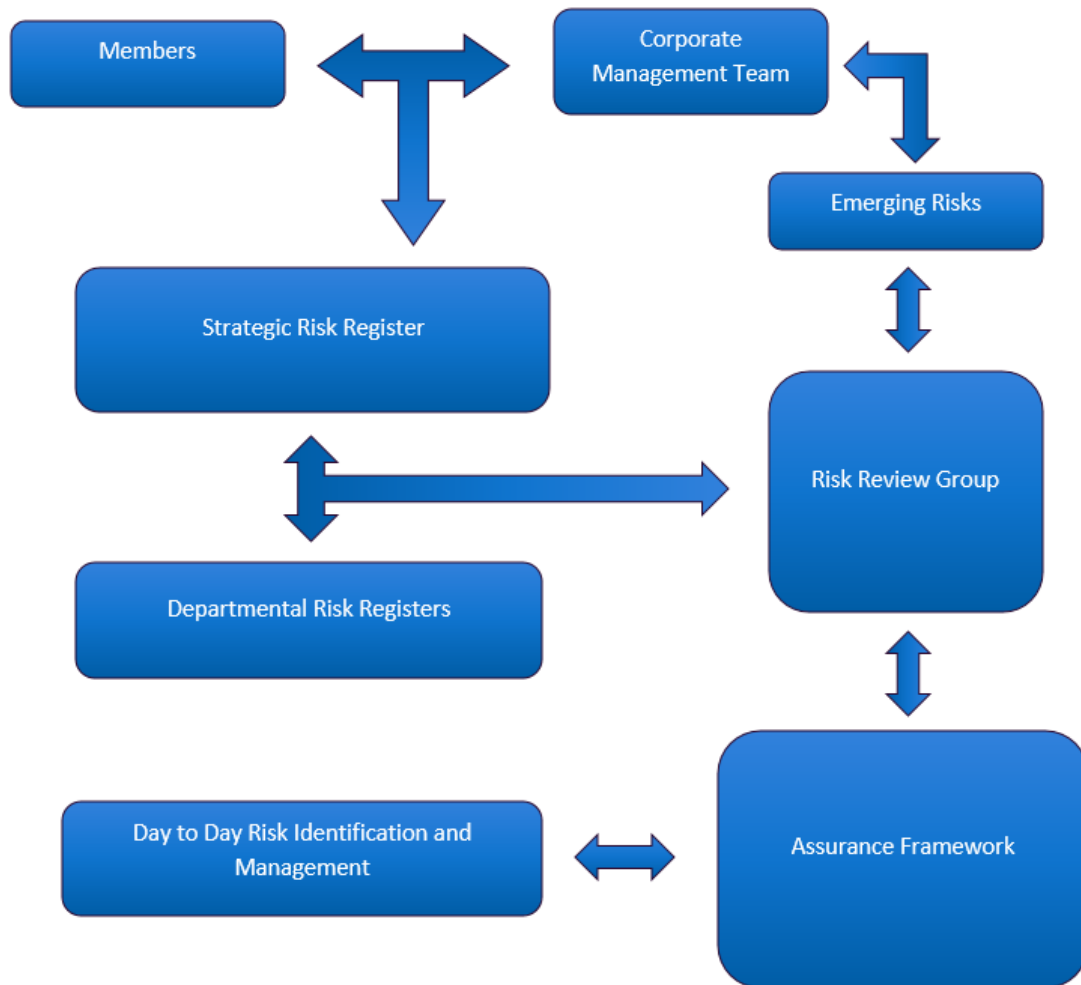 Members
Corporate
Management Team
Emerging Risks
Strategic Risk Register
Risk Review Group
Departmental Risk Registers
Day to Day Risk Identification and
Management
Assurance Framework